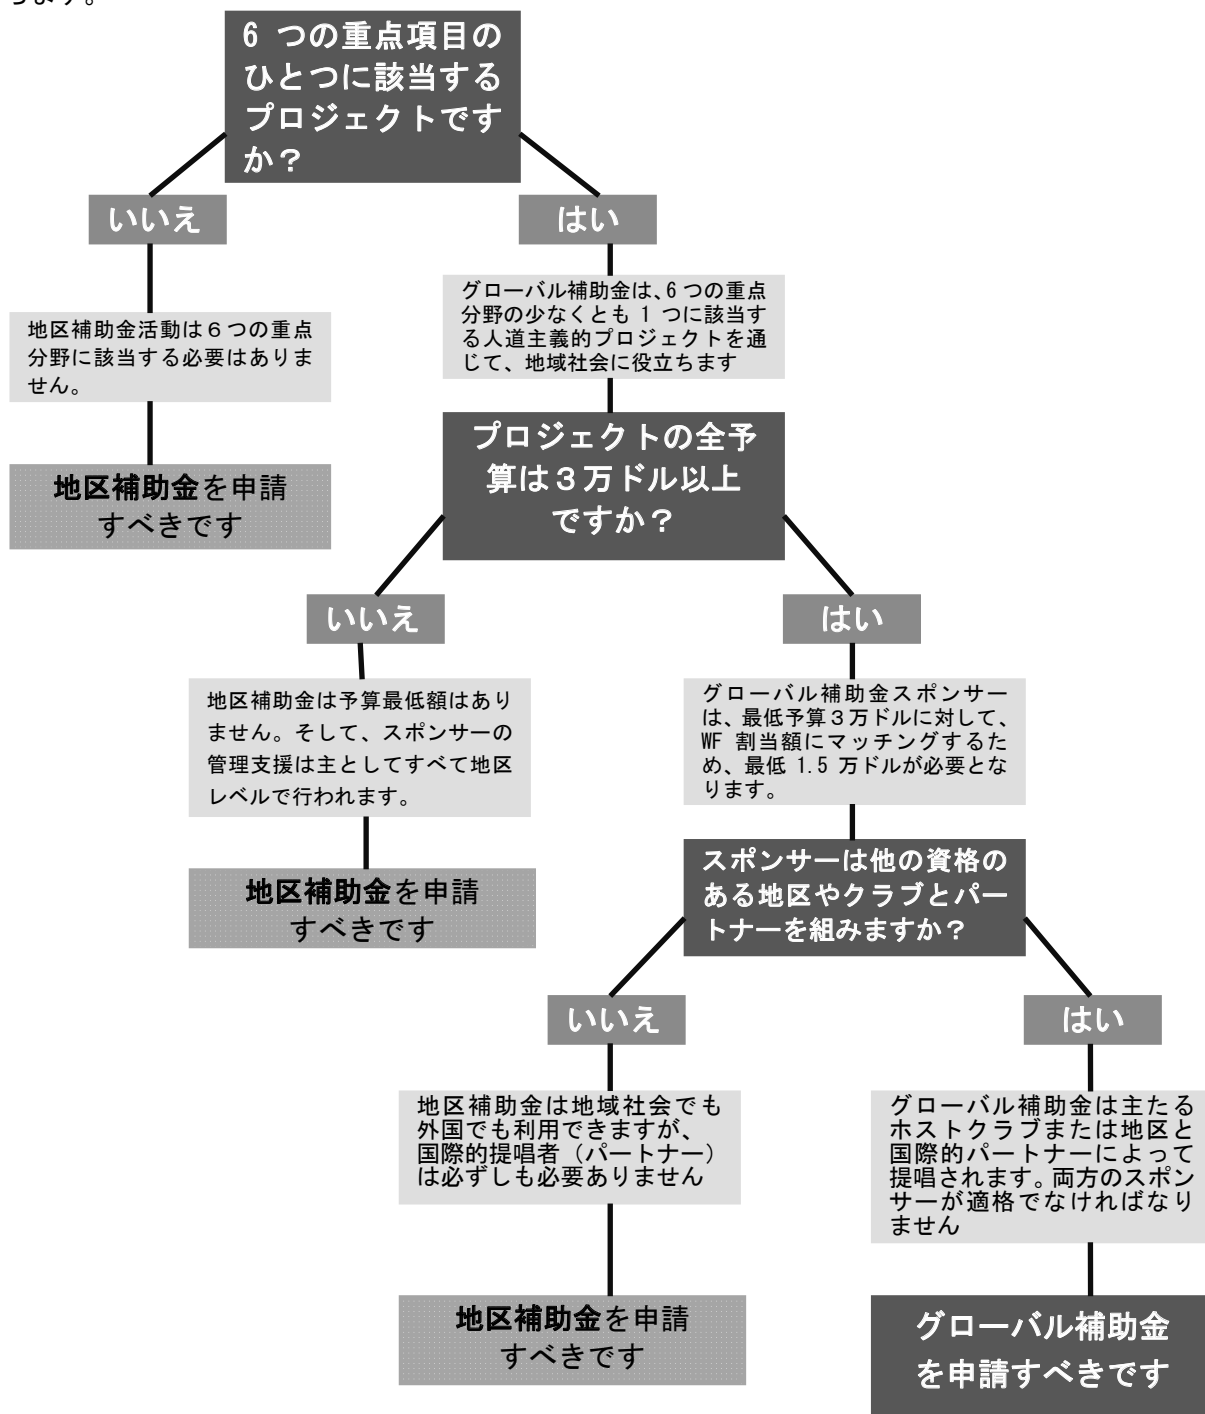 ります。
6 つの重点項目の
ひとつに該当する
プロジェクトです
か？
いいえ
はい
地区補助金活動は６つの重点
分野に該当する必要はありま
せん。
グローバル補助金は、6 つの重点
分野の少なくとも 1 つに該当す
る人道主義的プロジェクトを通
じて、地域社会に役立ちます
地区補助金を申請
すべきです
プロジェクトの全予
算は３万ドル以上
ですか？
いいえ
はい
地区補助金は予算最低額はあり
ません。そして、スポンサーの
管理支援は主としてすべて地区
レベルで行われます。
グローバル補助金スポンサー
は、最低予算３万ドルに対して、
WF 割当額にマッチングするた
め、最低 1.5 万ドルが必要とな
ります。
地区補助金を申請
すべきです
スポンサーは他の資格の
ある地区やクラブとパー
トナーを組みますか？
いいえ
はい
地区補助金は地域社会でも
外国でも利用できますが、
国際的提唱者（パートナー）
は必ずしも必要ありません
グローバル補助金は主たる
ホストクラブまたは地区と
国際的パートナーによって
提唱されます。両方のスポン
サーが適格でなければなり
ません
地区補助金を申請
すべきです
グローバル補助金
を申請すべきです